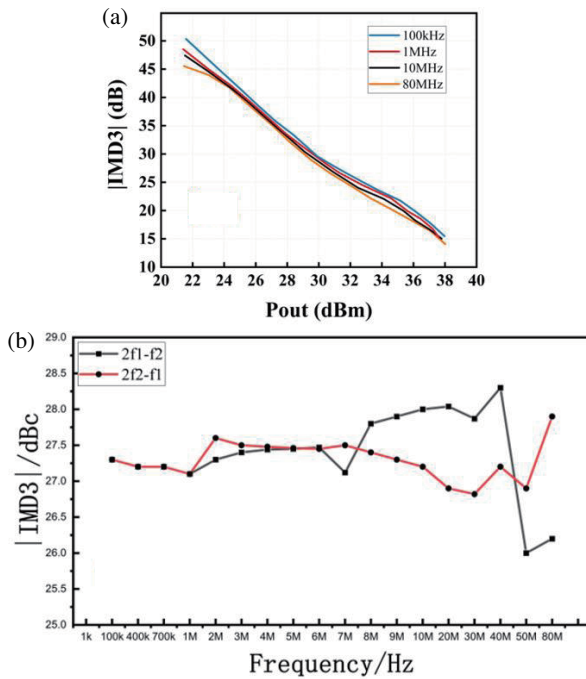 (a)
50
45
40
35
30
25
20
15
10
|IMD3| (dB)
100kHz
1MHz
10MHz
80MHz
20 22 24 26 28 30 32 34 36 38 40
Pout (dBm)
(b)
29.0
28.5
28.0
27.5
27.0
26.5
26.0
25.5
25.0
|IMD3|/dBc
2f1-f2
2f2-f1
1k 100k 400k 700k 1M 2M 3M 4M 5M 6M 7M 8M 9M 10M 20M 30M 40M 50M 80M
Frequency/Hz